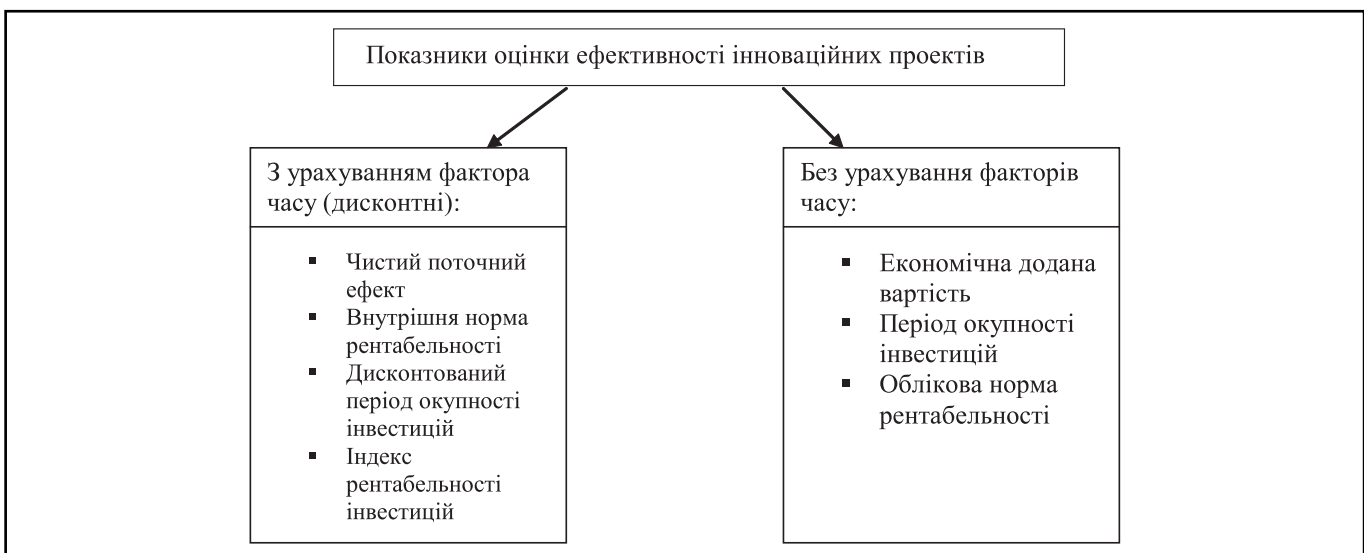 Показники оцінки ефективності інноваційних проектів
З урахуванням фактора
часу (дисконтні):
▪ Чистий поточний
ефект
▪ Внутрішня норма
рентабельності
▪ Дисконтований
період окупності
інвестицій
▪ Індекс
рентабельності
інвестицій
Без урахування факторів
часу:
▪ Економічна додана
вартість
▪ Період окупності
інвестицій
▪ Облікова норма
рентабельності